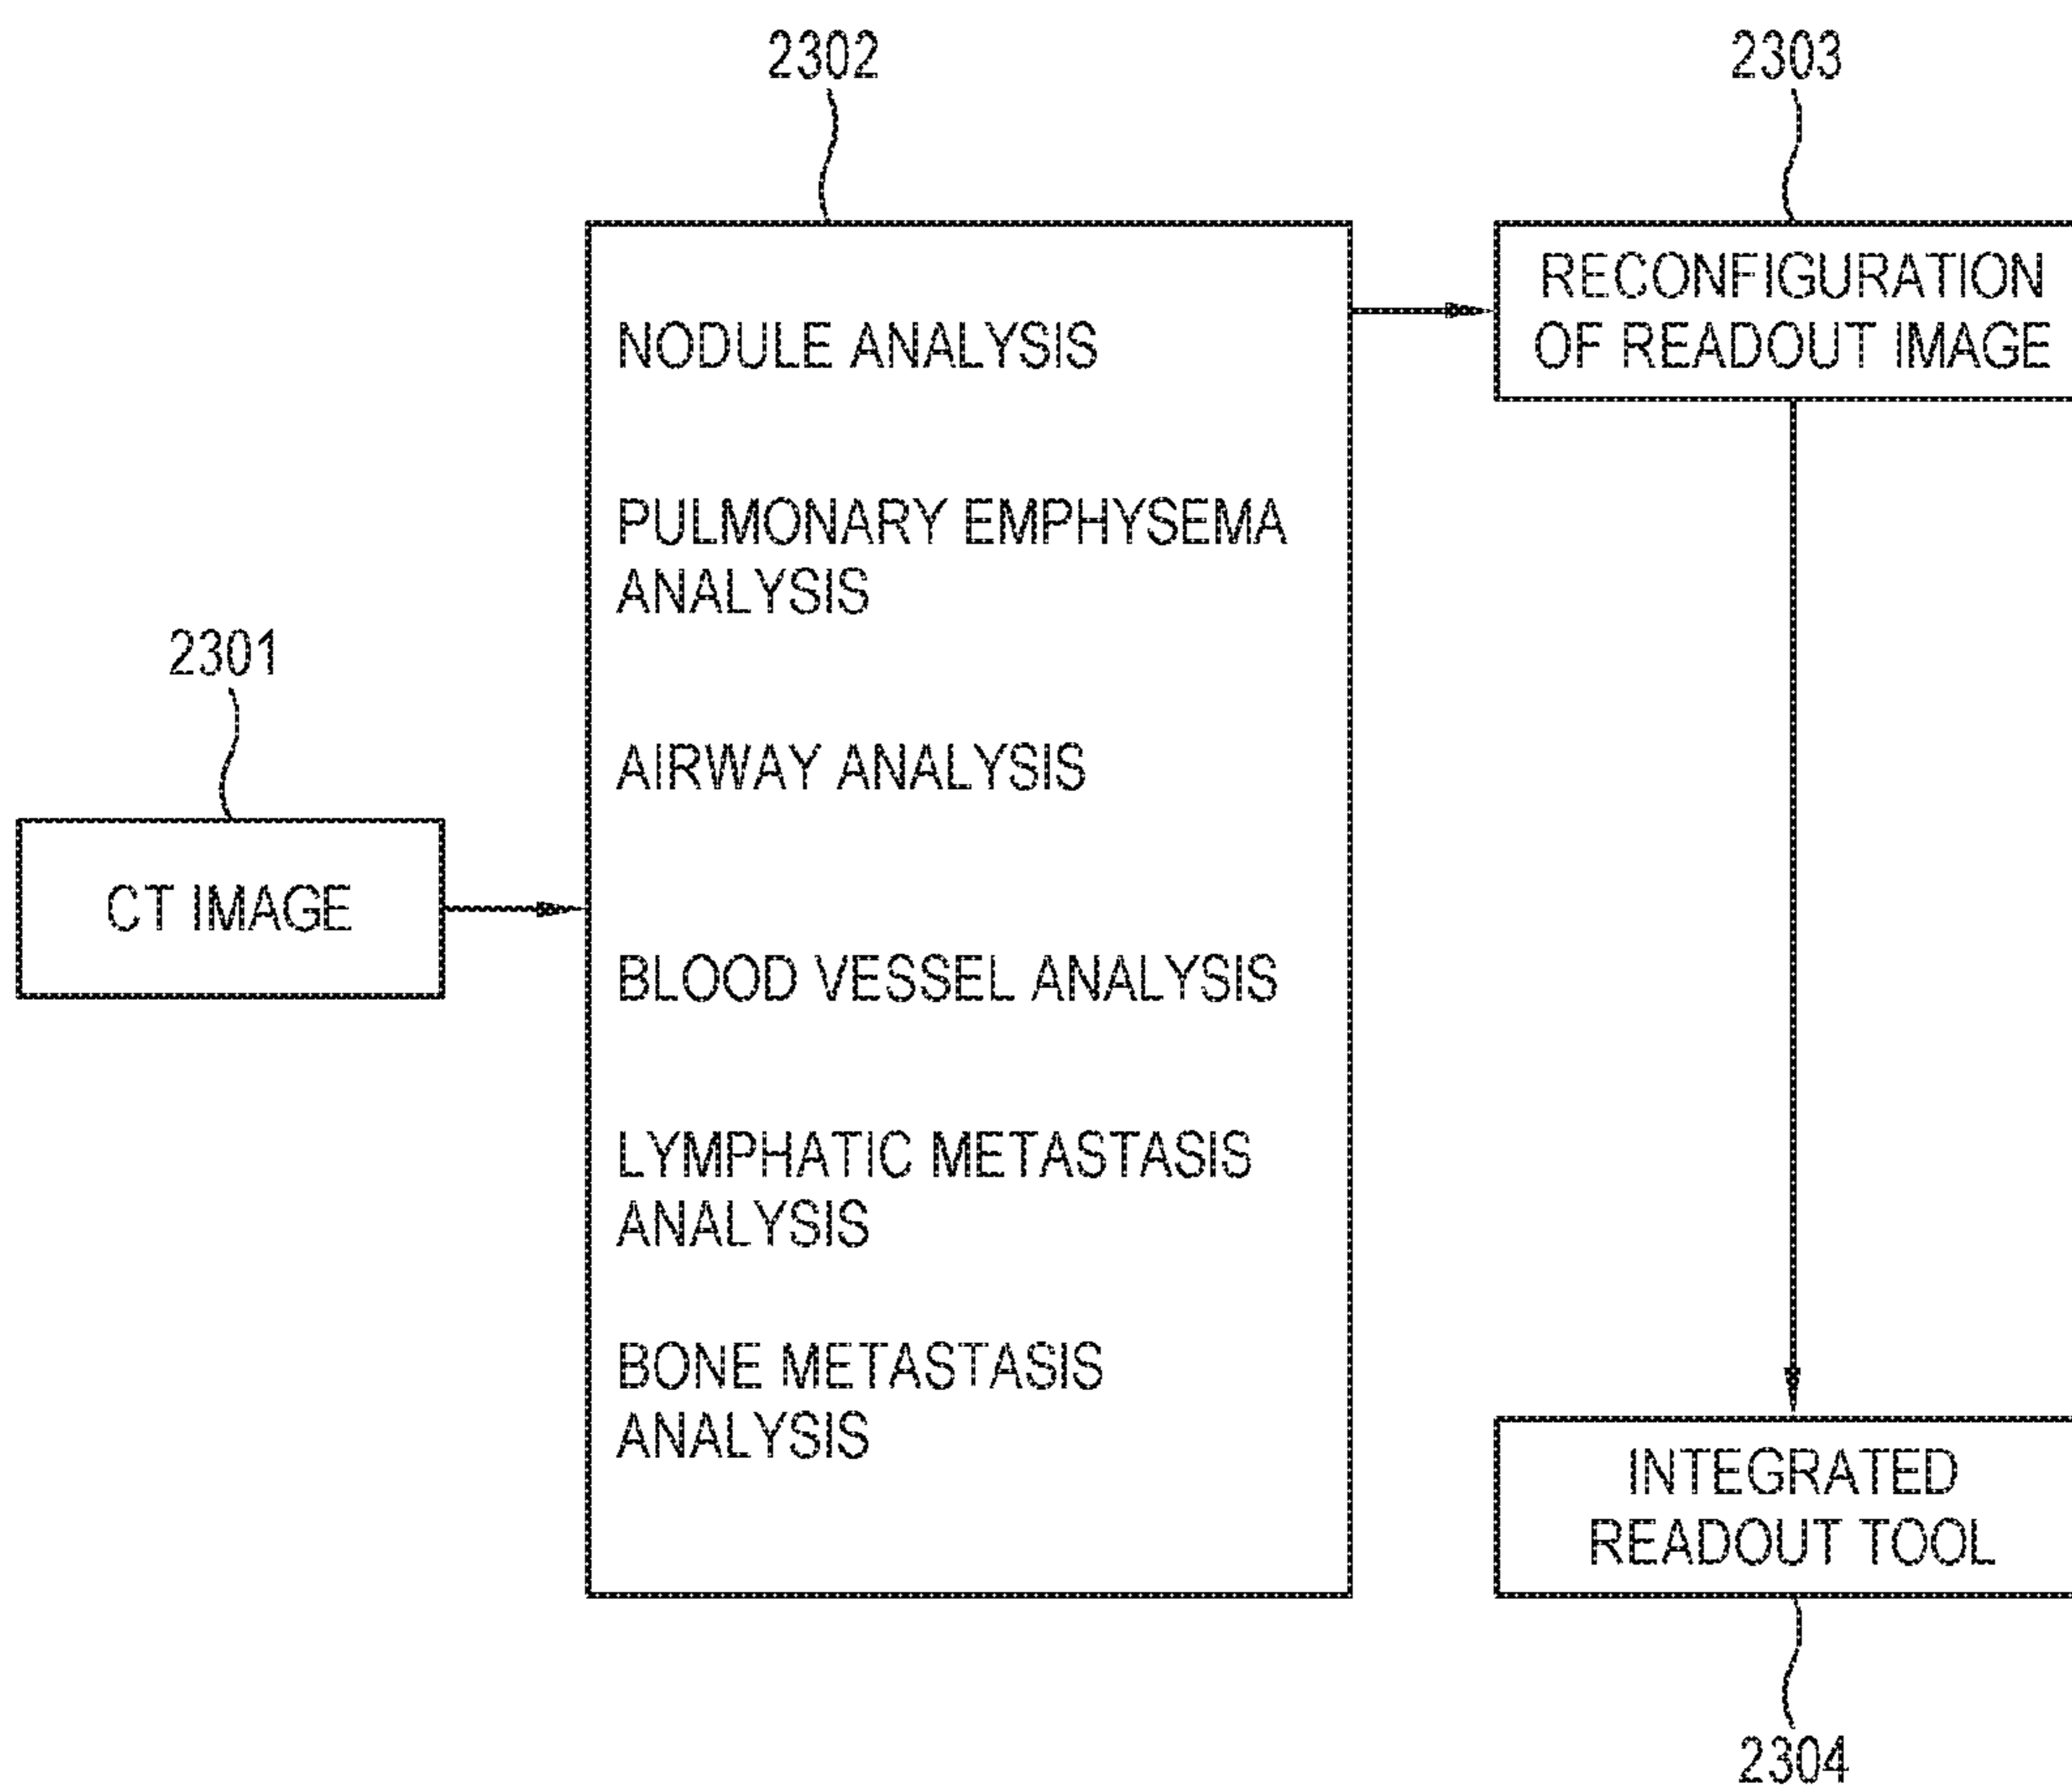 2302
2303
NODULE ANALYSIS
PULMONARY EMPHYSEMA
ANALYSIS
AIRWAY ANALYSIS
BLOOD VESSEL ANALYSIS
LYMPHATIC METASTASIS
ANALYSIS
BONE METASTASIS
ANALYSIS
RECONFIGURATION
OF READOUT IMAGE
2301
CT IMAGE
INTEGRATED
READOUT TOOL
2304